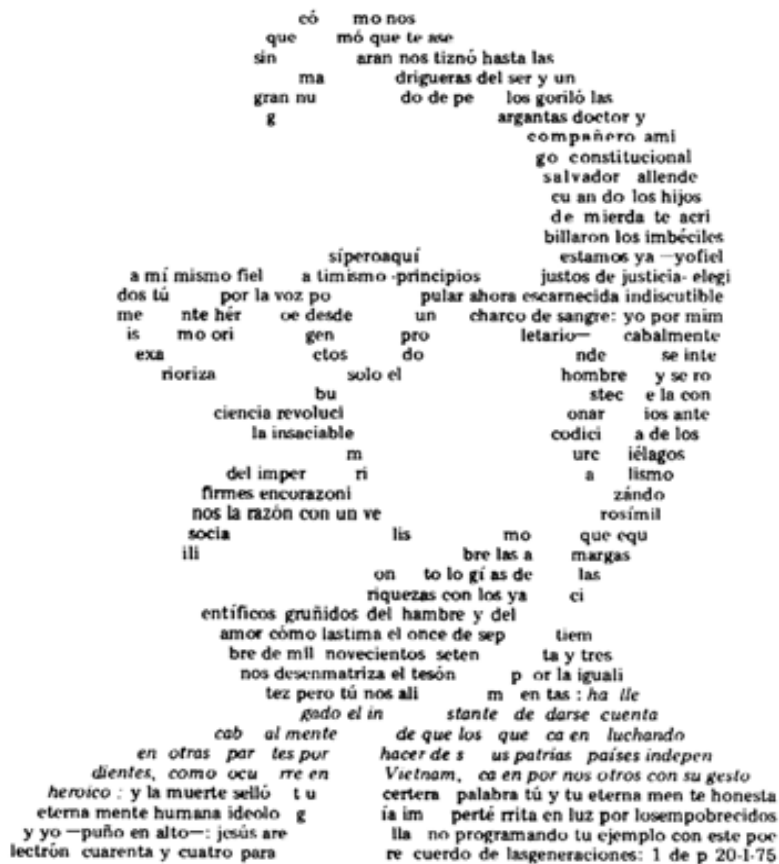 có mo nos
que mó que te ase
sin aran nos tiznó hasta las
ma drigueras del ser y un
gran nu do de pe los goriló las
g argantas doctor y
compañero ami
go constitucional
salvador allende
cu an do los hijos
de mierda te acri
billaron los imbéciles
síperoaquí estamos ya —yofiel
a mí mismo fiel a timismo -principios justos de justicia- elegi
dos tú por la voz po pular ahora escarnecida indiscutible
me nte hér oe desde un charco de sangre: yo por mim
is mo ori gen pro letario— cabalmente
exa ctos do nde se inte
rioriza solo el hombre y se ro
bu stec e la con
ciencia revoluci onar ios ante
la insaciable codici a de los
m urc iélagos
del imper ri a lismo
firmes encorazoni zándo
nos la razón con un ve rosímil
socia lis mo que equ
ili bre las a margas
on to lo gí as de las
riquezas con los ya ci
entíficos gruñidos del hambre y del
amor cómo lastima el once de sep tiem
bre de mil novecientos seten ta y tres
nos desenmatriza el tesón p or la iguali
tez pero tú nos ali m en tas : ha lle
gado el in stante de darse cuenta
cab al mente de que los que ca en luchando
en otras par tes por hacer de s us patrias países indepen
dientes, como ocu rre en Vietnam, ca en por nos otros con su gesto
heroico : y la muerte selló t u certera palabra tú y tu eterna men te honesta
eterna mente humana ideolo g ía im perté rrita en luz por losempobrecidos
y yo —puño en alto—: jesús are lla no programando tu ejemplo con este poe
lectrón cuarenta y cuatro para re cuerdo de lasgeneraciones: 1 de p 20-1-75